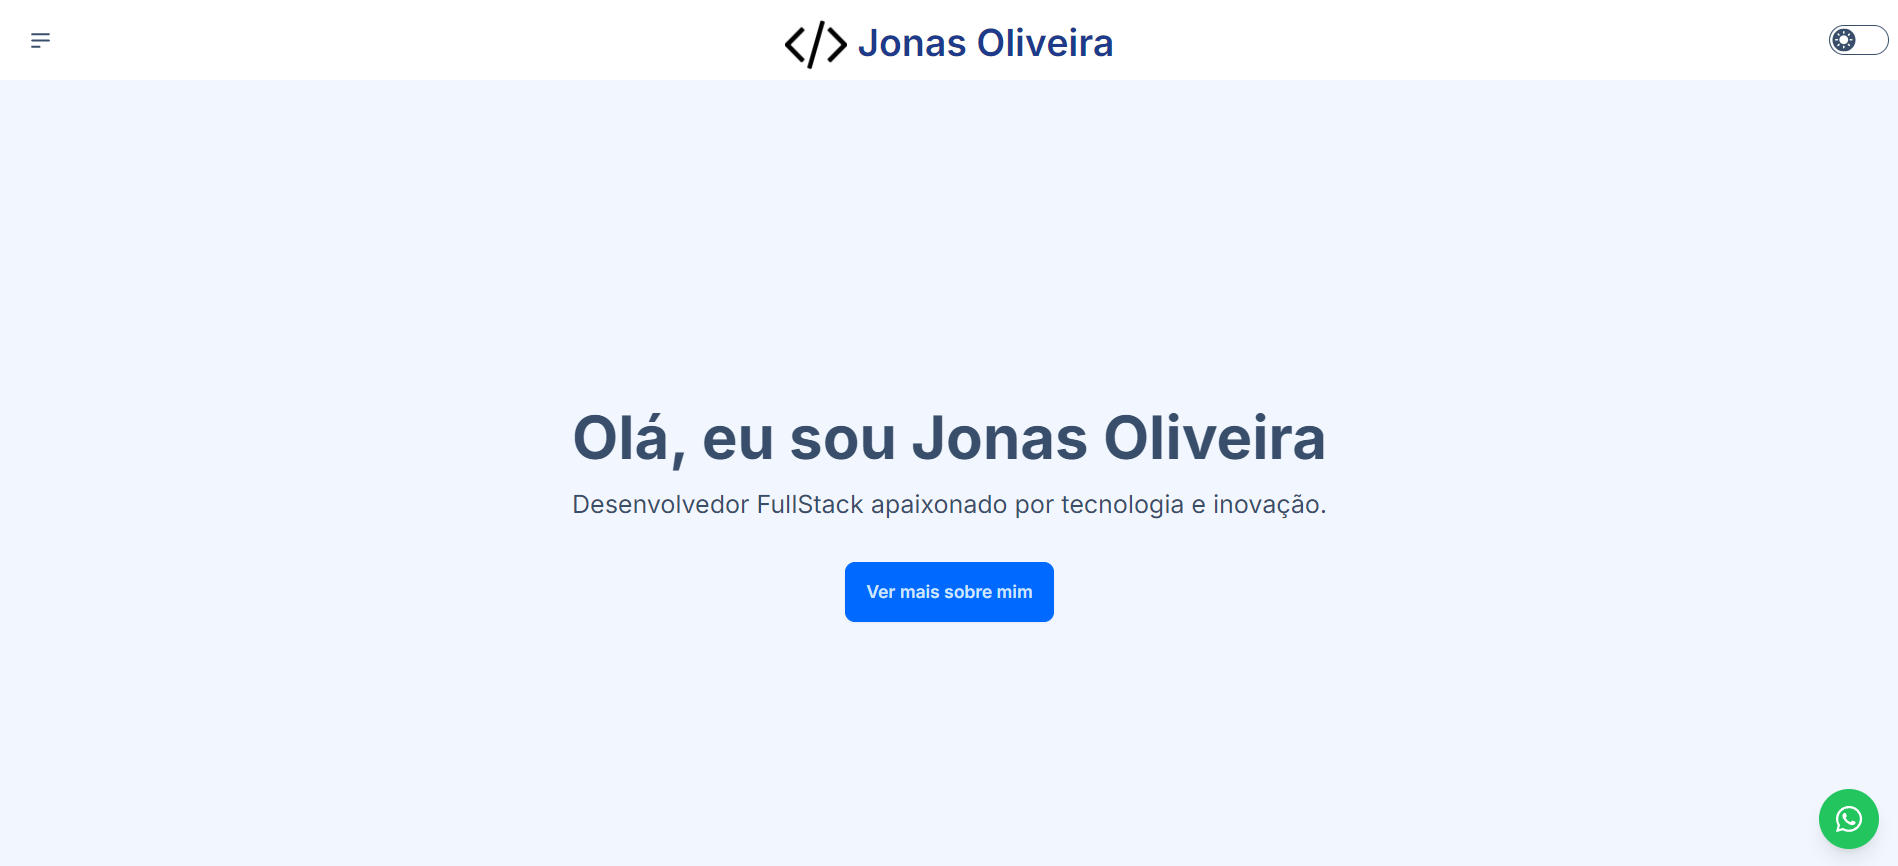 </> Jonas Oliveira
Olá, eu sou Jonas Oliveira
Desenvolvedor FullStack apaixonado por tecnologia e inovação.
Ver mais sobre mim